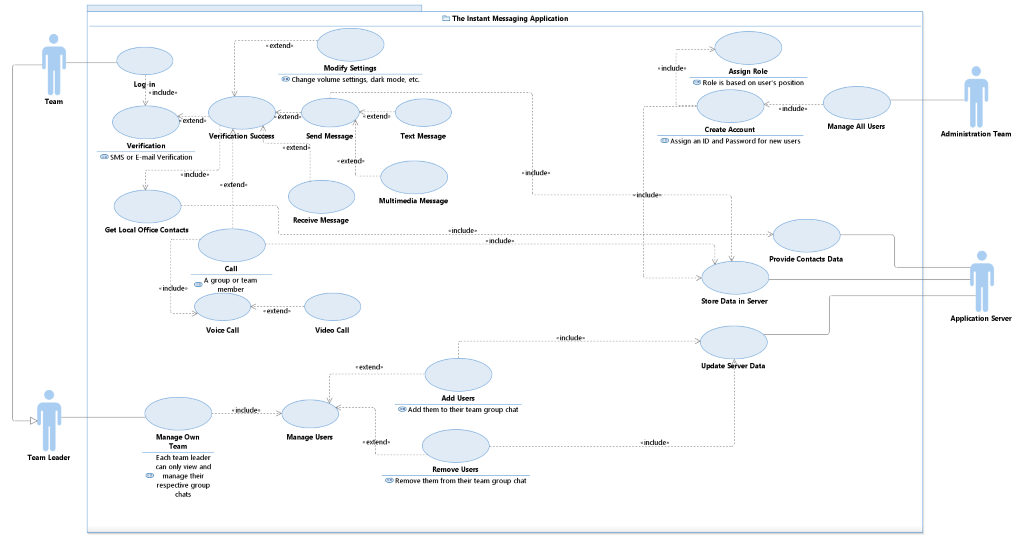 The Instant Messaging Application
Team
Log-in
«include»
Verification
SMS or E-mail Verification
«extend»
Verification Success
«extend»
Modify Settings
Change volume settings, dark mode, etc.
«extend»
Send Message
«extend»
Text Message
«extend»
Multimedia Message
«extend»
Receive Message
«include»
«extend»
Get Local Office Contacts
Call
A group or team
member
«include»
Voice Call
«extend»
Video Call
«include»
Assign Role
Role is based on user's position
Create Account
Assign an ID and Password for new users
«include»
Manage All Users
Administration Team
«include»
«include»
«include»
«include»
Provide Contacts Data
Store Data in Server
Application Server
Update Server Data
«include»
«extend»
Add Users
Add them to their team group chat
Team Leader
Manage Own
Team
Each team leader
can only view and
manage their
respective group
chats
«include»
Manage Users
«extend»
Remove Users
Remove them from their team group chat
«include»